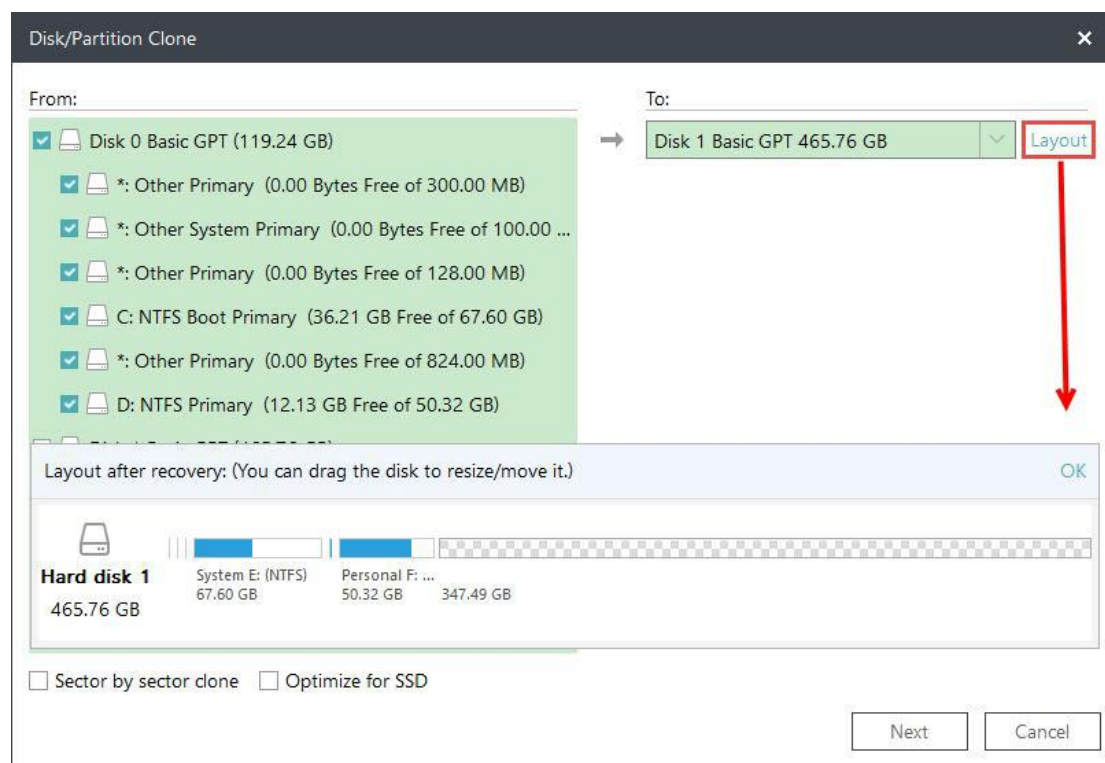 Disk/Partition Clone
From:
To:
Disk 0 Basic GPT (119.24 GB)
Disk 1 Basic GPT 465.76 GB
Layout
*: Other Primary (0.00 Bytes Free of 300.00 MB)
*: Other System Primary (0.00 Bytes Free of 100.00 ...
*: Other Primary (0.00 Bytes Free of 128.00 MB)
C: NTFS Boot Primary (36.21 GB Free of 67.60 GB)
*: Other Primary (0.00 Bytes Free of 824.00 MB)
D: NTFS Primary (12.13 GB Free of 50.32 GB)
Layout after recovery: (You can drag the disk to resize/move it.)
OK
Hard disk 1
465.76 GB
System E: (NTFS)
67.60 GB
Personal F: ...
50.32 GB
347.49 GB
Sector by sector clone
Optimize for SSD
Next
Cancel